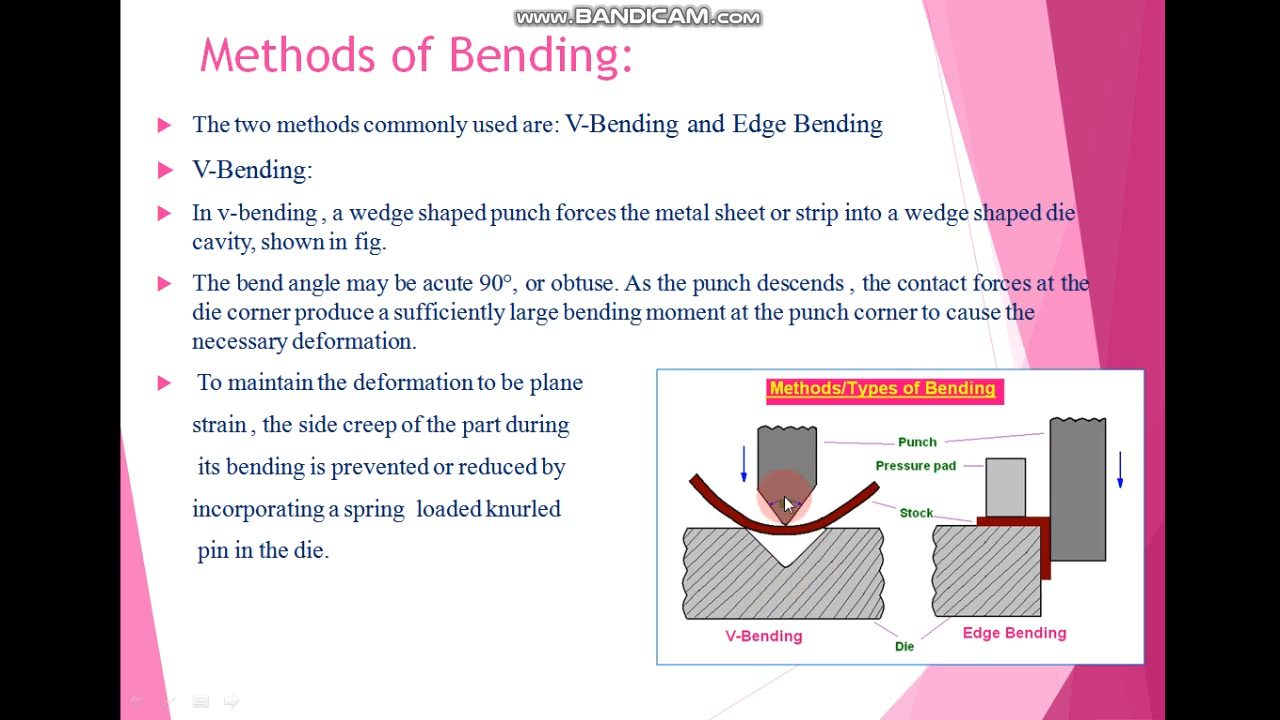 www.BANDICAM.com
Methods of Bending:
The two methods commonly used are: V-Bending and Edge Bending
V-Bending:
In v-bending , a wedge shaped punch forces the metal sheet or strip into a wedge shaped die
cavity, shown in fig.
The bend angle may be acute 90°, or obtuse. As the punch descends , the contact forces at the
die corner produce a sufficiently large bending moment at the punch corner to cause the
necessary deformation.
To maintain the deformation to be plane
strain , the side creep of the part during
its bending is prevented or reduced by
incorporating a spring loaded knurled
pin in the die.
Methods/Types of Bending
Punch
Pressure pad
Stock
V-Bending
Edge Bending
Die